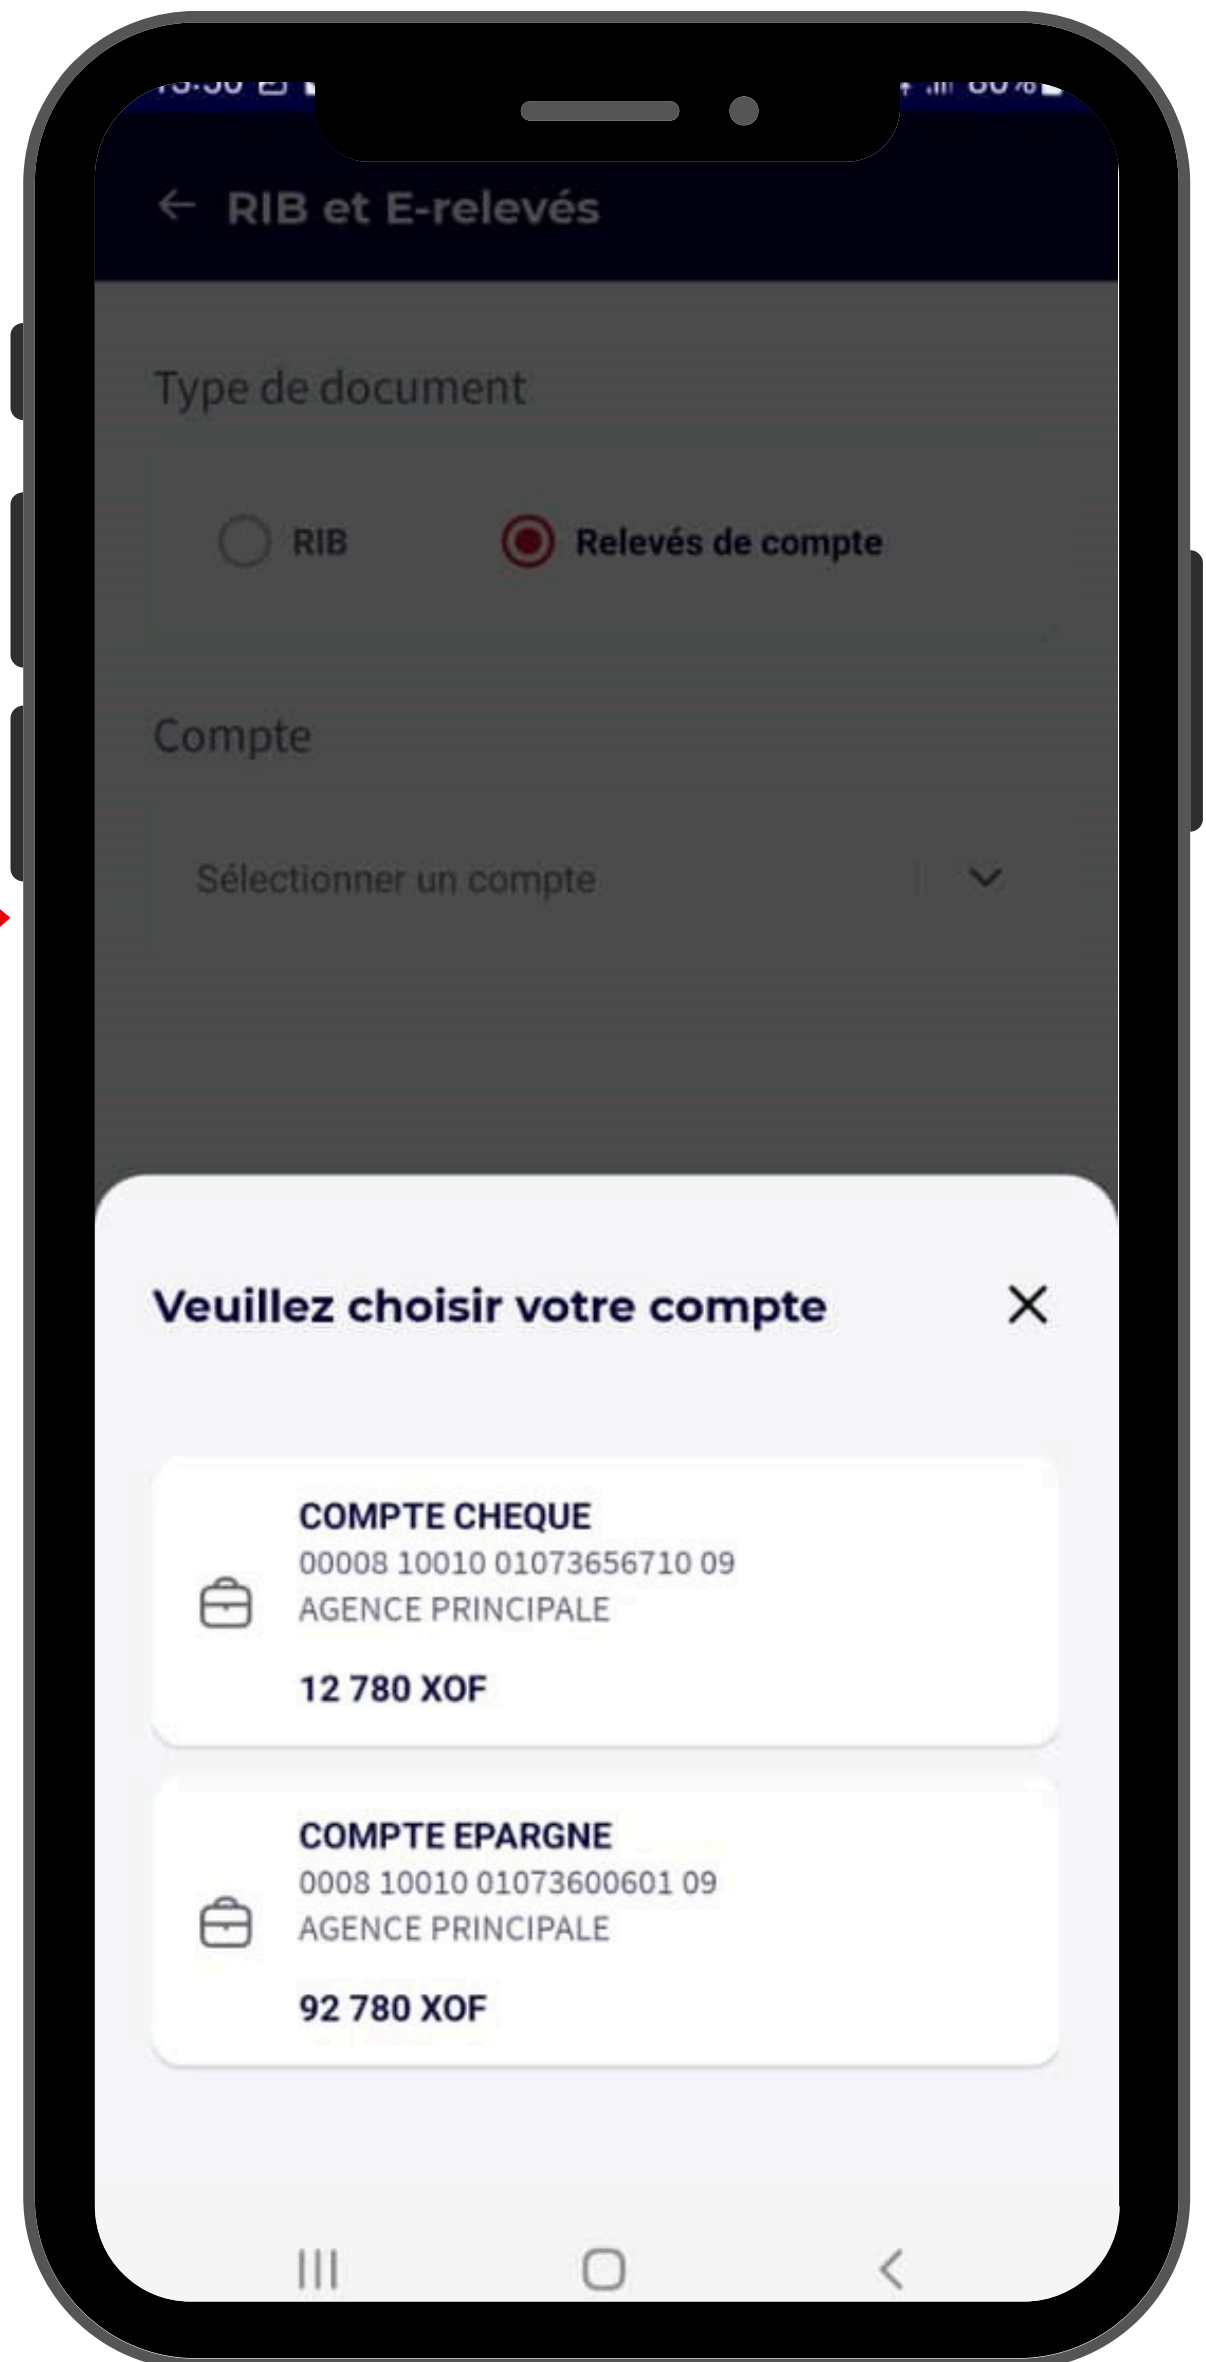 RIB et E-relevés
Type de document
RIB
Relevés de compte
Compte
Sélectionner un compte
Veuillez choisir votre compte
COMPTE CHEQUE
00008 10010 01073656710 09
AGENCE PRINCIPALE
12 780 XOF
COMPTE EPARGNE
0008 10010 01073600601 09
AGENCE PRINCIPALE
92 780 XOF